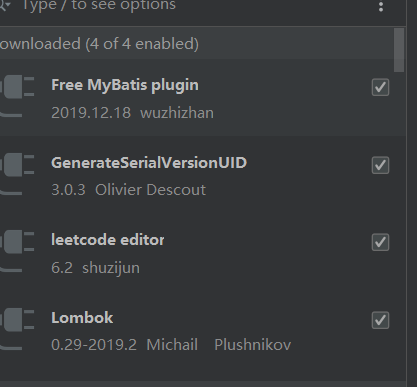 Type / to see options
ownloaded (4 of 4 enabled)
Free MyBatis plugin
2019.12.18 wuzhizhan
GenerateSerialVersionUID
3.0.3 Olivier Descout
leetcode editor
6.2 shuzijun
Lombok
0.29-2019.2 Michail Plushnikov